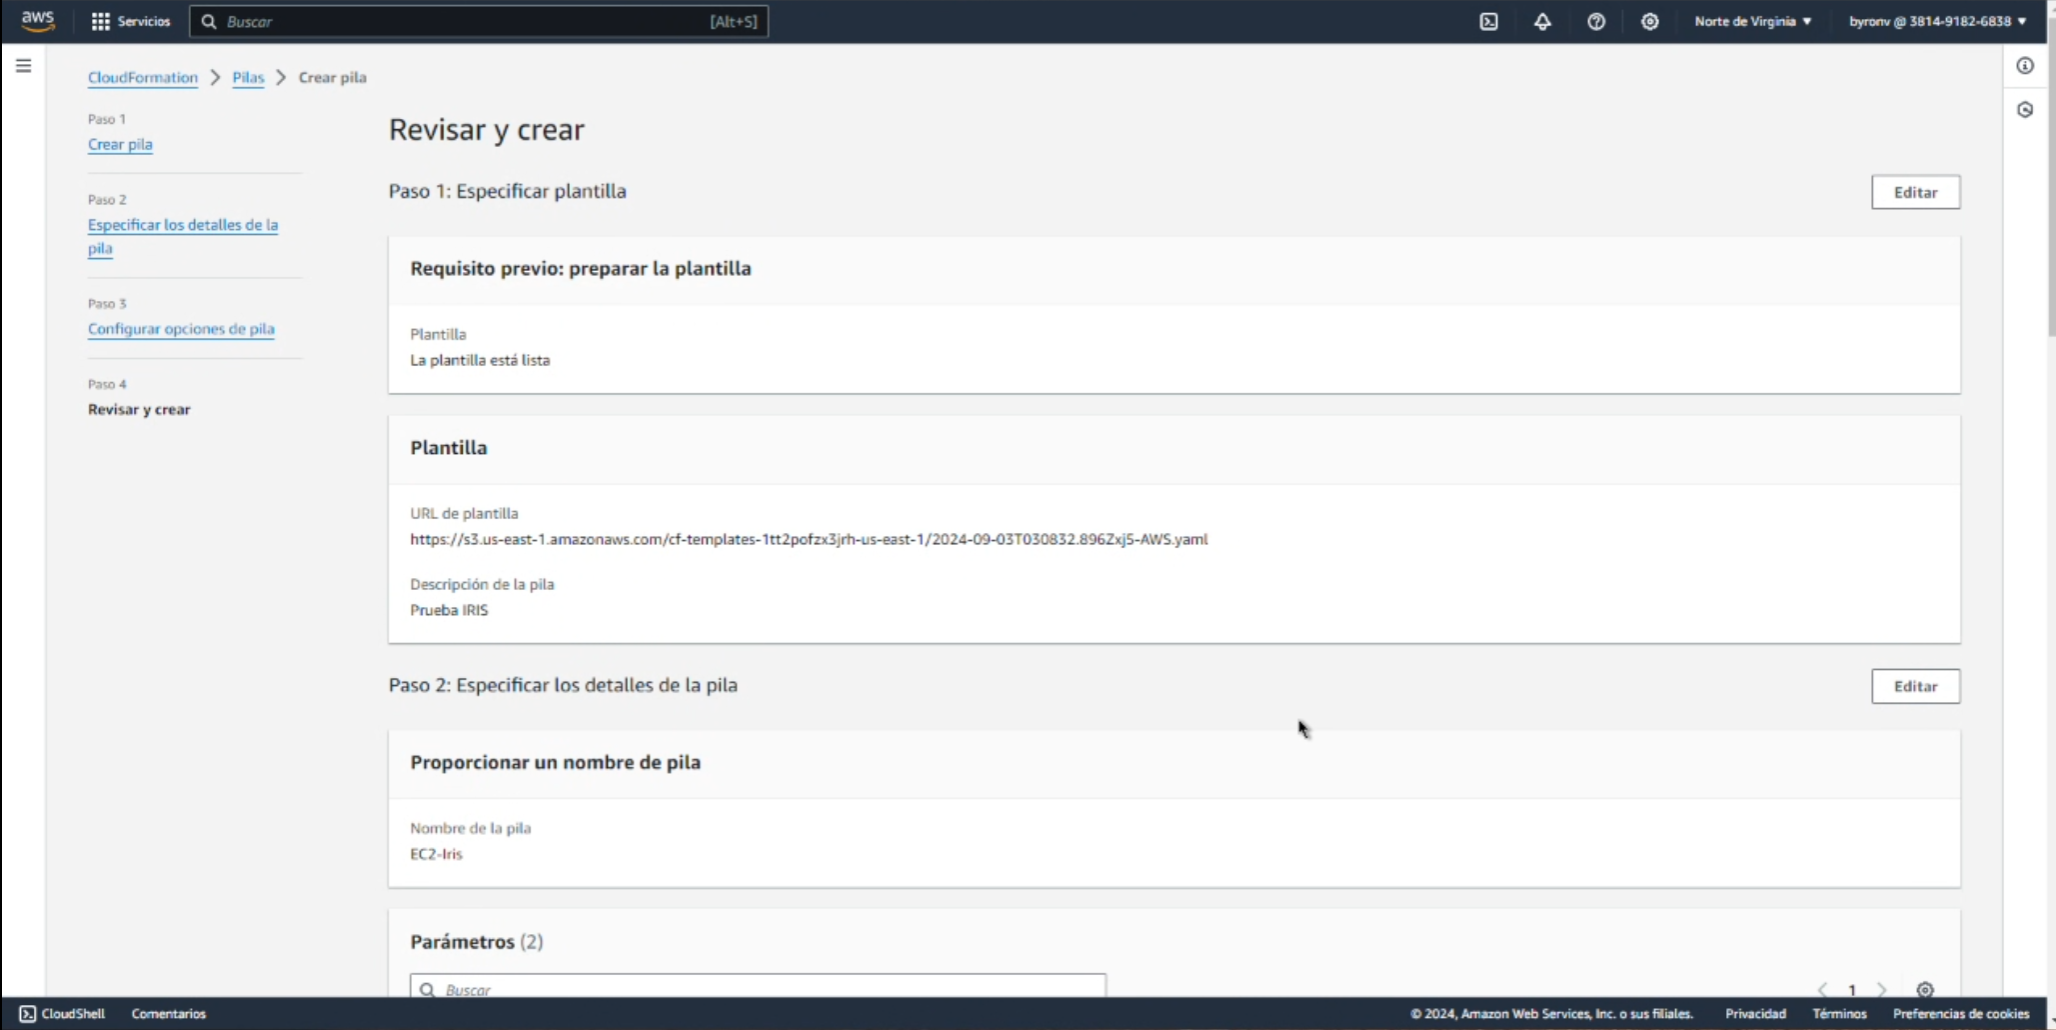 aws
Servicios
Buscar
[Alt+S]
Norte de Virginia
byronv @ 3814-9182-6838
CloudFormation
Pilas
Crear pila
Paso 1
Crear pila
Paso 2
Especificar los detalles de la
pila
Paso 3
Configurar opciones de pila
Paso 4
Revisar y crear
Revisar y crear
Paso 1: Especificar plantilla
Editar
Requisito previo: preparar la plantilla
Plantilla
La plantilla está lista
Plantilla
URL de plantilla
https://s3.us-east-1.amazonaws.com/cf-templates-1tt2pofzx3jrh-us-east-1/2024-09-03T030832.896Zxj5-AWS.yaml
Descripción de la pila
Prueba IRIS
Paso 2: Especificar los detalles de la pila
Editar
Proporcionar un nombre de pila
Nombre de la pila
EC2-Iris
Parámetros (2)
Buscar
1
CloudShell
Comentarios
© 2024, Amazon Web Services, Inc. o sus filiales.
Privacidad
Términos
Preferencias de cookies